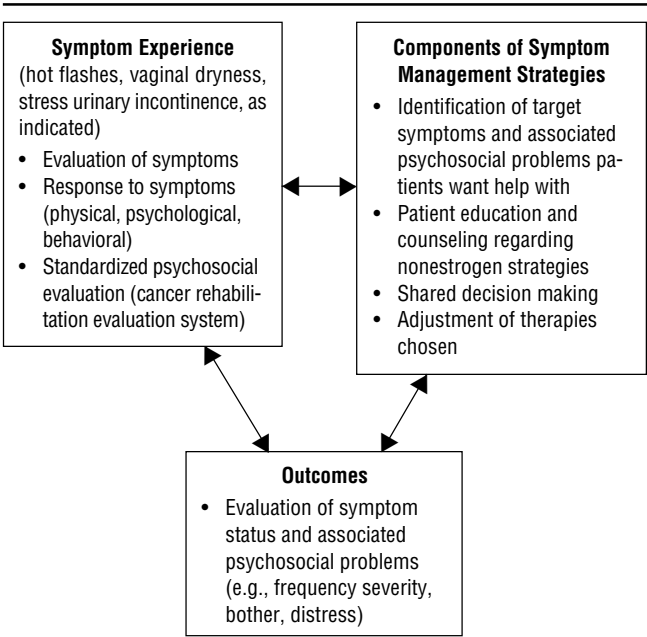 Symptom Experience
(hot flashes, vaginal dryness,
stress urinary incontinence, as
indicated)
• Evaluation of symptoms
• Response to symptoms
(physical, psychological,
behavioral)
• Standardized psychosocial
evaluation (cancer rehabili-
tation evaluation system)
Components of Symptom
Management Strategies
• Identification of target
symptoms and associated
psychosocial problems pa-
tients want help with
• Patient education and
counseling regarding
nonestrogen strategies
• Shared decision making
• Adjustment of therapies
chosen
Outcomes
• Evaluation of symptom
status and associated
psychosocial problems
(e.g., frequency severity,
bother, distress)